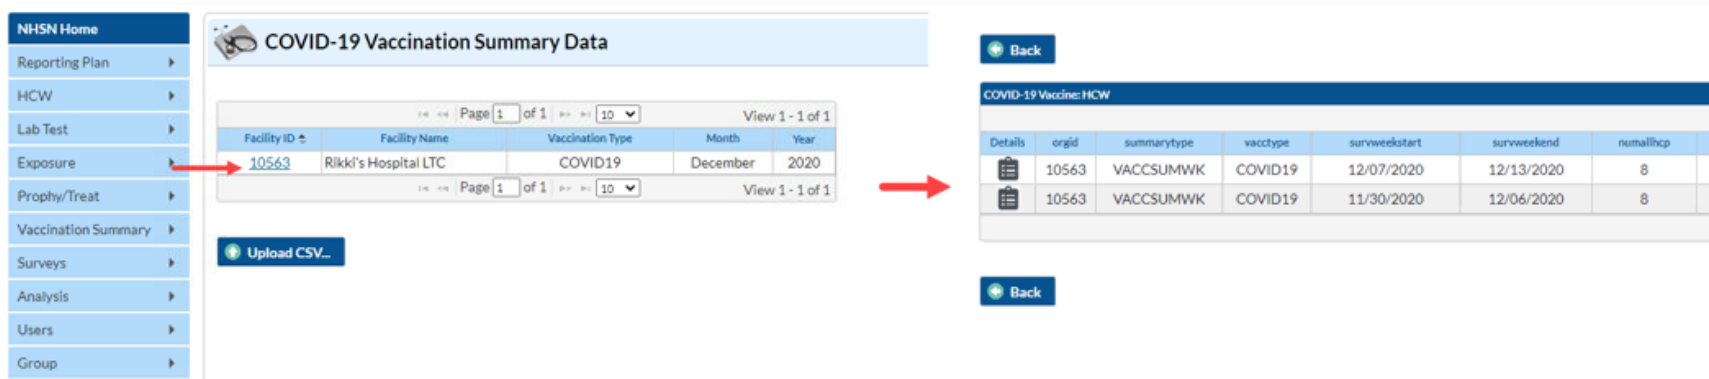 NHSN Home
Reporting Plan
HCW
Lab Test
Exposure
Prophy/Treat
Vaccination Summary
Surveys
Analysis
Users
Group
COVID-19 Vaccination Summary Data
Page 1 of 1 10 View 1 - 1 of 1
Facility ID Facility Name Vaccination Type Month Year
10563 Rikki's Hospital LTC COVID19 December 2020
Page 1 of 1 10 View 1 - 1 of 1
Upload CSV...
Back
COVID-19 Vaccine: HCW
Details orgid summarytype vacctype survweekstart survweekend numallhcp
10563 VACCSUMWK COVID19 12/07/2020 12/13/2020 8
10563 VACCSUMWK COVID19 11/30/2020 12/06/2020 8
Back